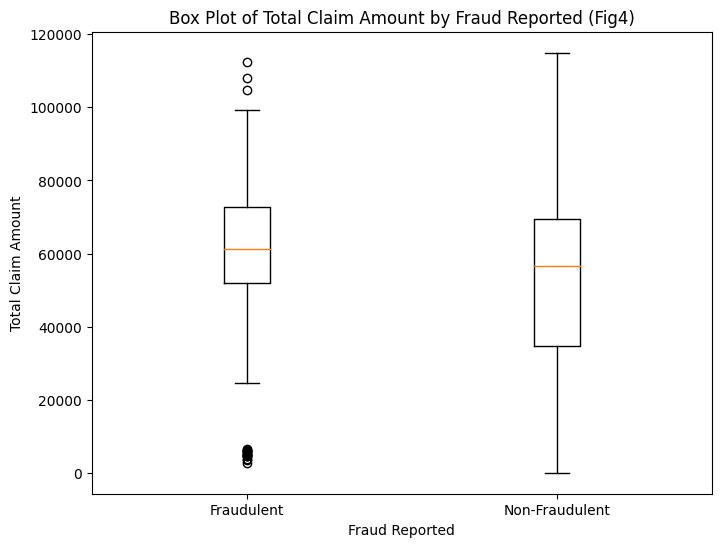 Box Plot of Total Claim Amount by Fraud Reported (Fig4)
120000
100000
80000
60000
40000
20000
0
Total Claim Amount
Fraudulent
Non-Fraudulent
Fraud Reported